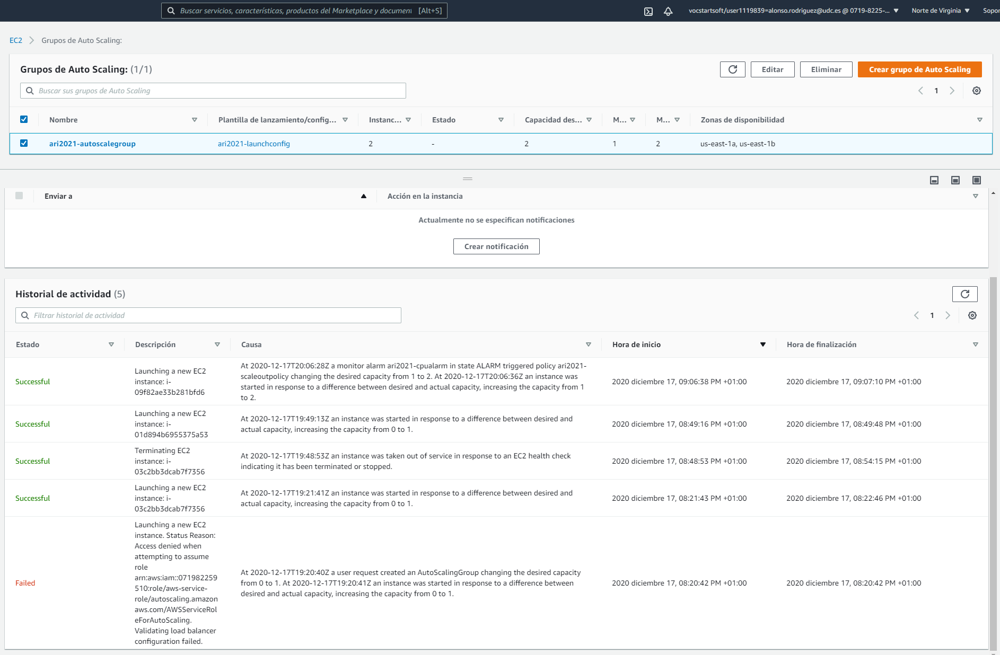 Buscar servicios, características, productos del Marketplace y document [Alt+S]
vocstartsoft/user1119839=alonso.rodriguez@udc.es @ 0719-8225-... Norte de Virginia Sopor
EC2 Grupos de Auto Scaling:
Grupos de Auto Scaling: (1/1) Editar Eliminar Crear grupo de Auto Scaling
Buscar sus grupos de Auto Scaling 1
Nombre Plantilla de lanzamiento/config... Instanc... Estado Capacidad des... M... M... Zonas de disponibilidad
ari2021-autoscalegroup ari2021-launchconfig 2 - 2 1 2 us-east-1a, us-east-1b
Enviar a Acción en la instancia
Actualmente no se especifican notificaciones
Crear notificación
Historial de actividad (5)
Filtrar historial de actividad 1
Estado Descripción Causa Hora de inicio Hora de finalización
Successful
Launching a new EC2
instance: i-
09f82ae33b281bfd6
At 2020-12-17T20:06:28Z a monitor alarm ari2021-cpualarm in state ALARM triggered policy ari2021-
scaleoutpolicy changing the desired capacity from 1 to 2. At 2020-12-17T20:06:36Z an instance was
started in response to a difference between desired and actual capacity, increasing the capacity from 1
to 2.
2020 diciembre 17, 09:06:38 PM +01:00
2020 diciembre 17, 09:07:10 PM +01:00
Successful
Launching a new EC2
instance: i-
01d894b6955375a53
At 2020-12-17T19:49:13Z an instance was started in response to a difference between desired and
actual capacity, increasing the capacity from 0 to 1.
2020 diciembre 17, 08:49:16 PM +01:00
2020 diciembre 17, 08:49:48 PM +01:00
Successful
Terminating EC2
instance: i-
03c2bb3dcab7f7356
At 2020-12-17T19:48:53Z an instance was taken out of service in response to an EC2 health check
indicating it has been terminated or stopped.
2020 diciembre 17, 08:48:53 PM +01:00
2020 diciembre 17, 08:54:15 PM +01:00
Successful
Launching a new EC2
instance: i-
03c2bb3dcab7f7356
At 2020-12-17T19:21:41Z an instance was started in response to a difference between desired and
actual capacity, increasing the capacity from 0 to 1.
2020 diciembre 17, 08:21:43 PM +01:00
2020 diciembre 17, 08:22:46 PM +01:00
Failed
Launching a new EC2
instance. Status Reason:
Access denied when
attempting to assume
role
arn:aws:iam::071982259
510:role/aws-service-
role/autoscaling.amazon
aws.com/AWSServiceRol
eForAutoScaling.
Validating load balancer
configuration failed.
At 2020-12-17T19:20:40Z a user request created an AutoScalingGroup changing the desired capacity
from 0 to 1. At 2020-12-17T19:20:41Z an instance was started in response to a difference between
desired and actual capacity, increasing the capacity from 0 to 1.
2020 diciembre 17, 08:20:42 PM +01:00
2020 diciembre 17, 08:20:42 PM +01:00